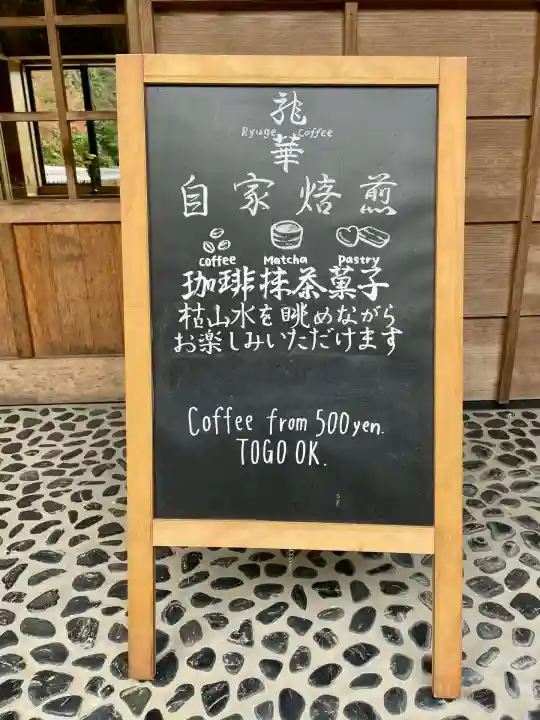 龍
Ryuge Coffee
華
自家焙煎
coffee Matcha Pastry
珈琲抹茶菓子
枯山水を眺めながら
お楽しみいただけます
Coffee from 500yen.
TOGO OK.